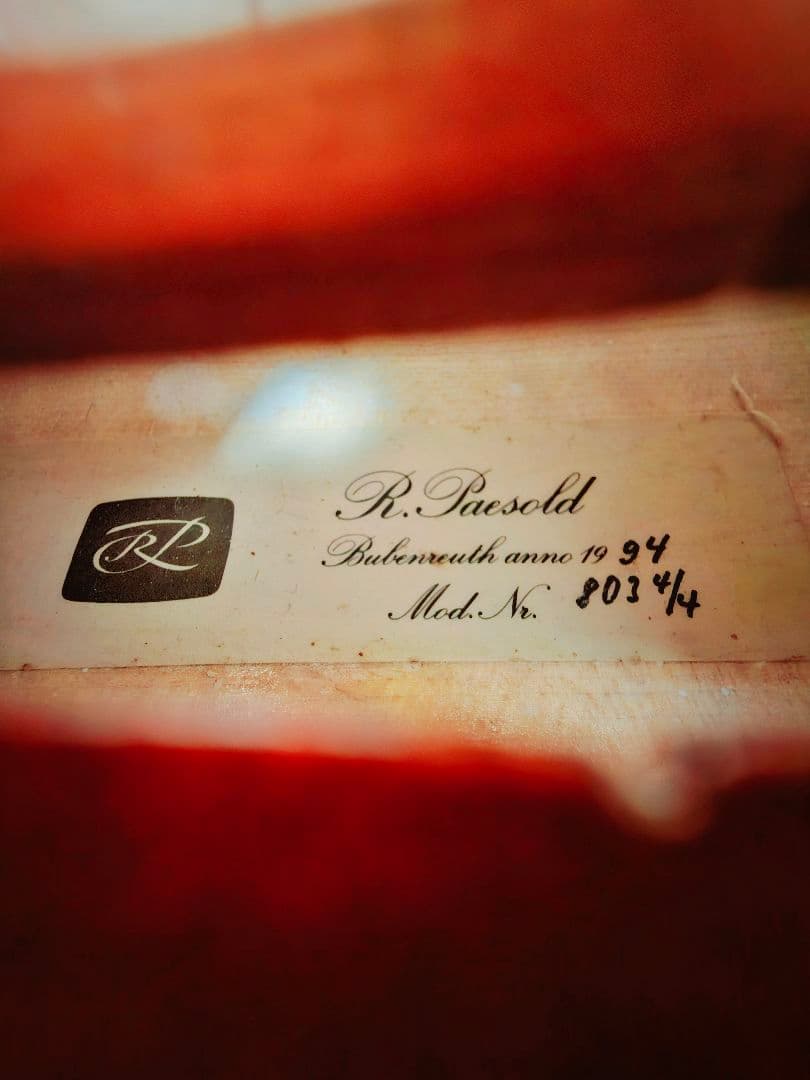 RP
R. Paesold
Bubenreuth anno 1994
Mod. Nr. 803 4/4